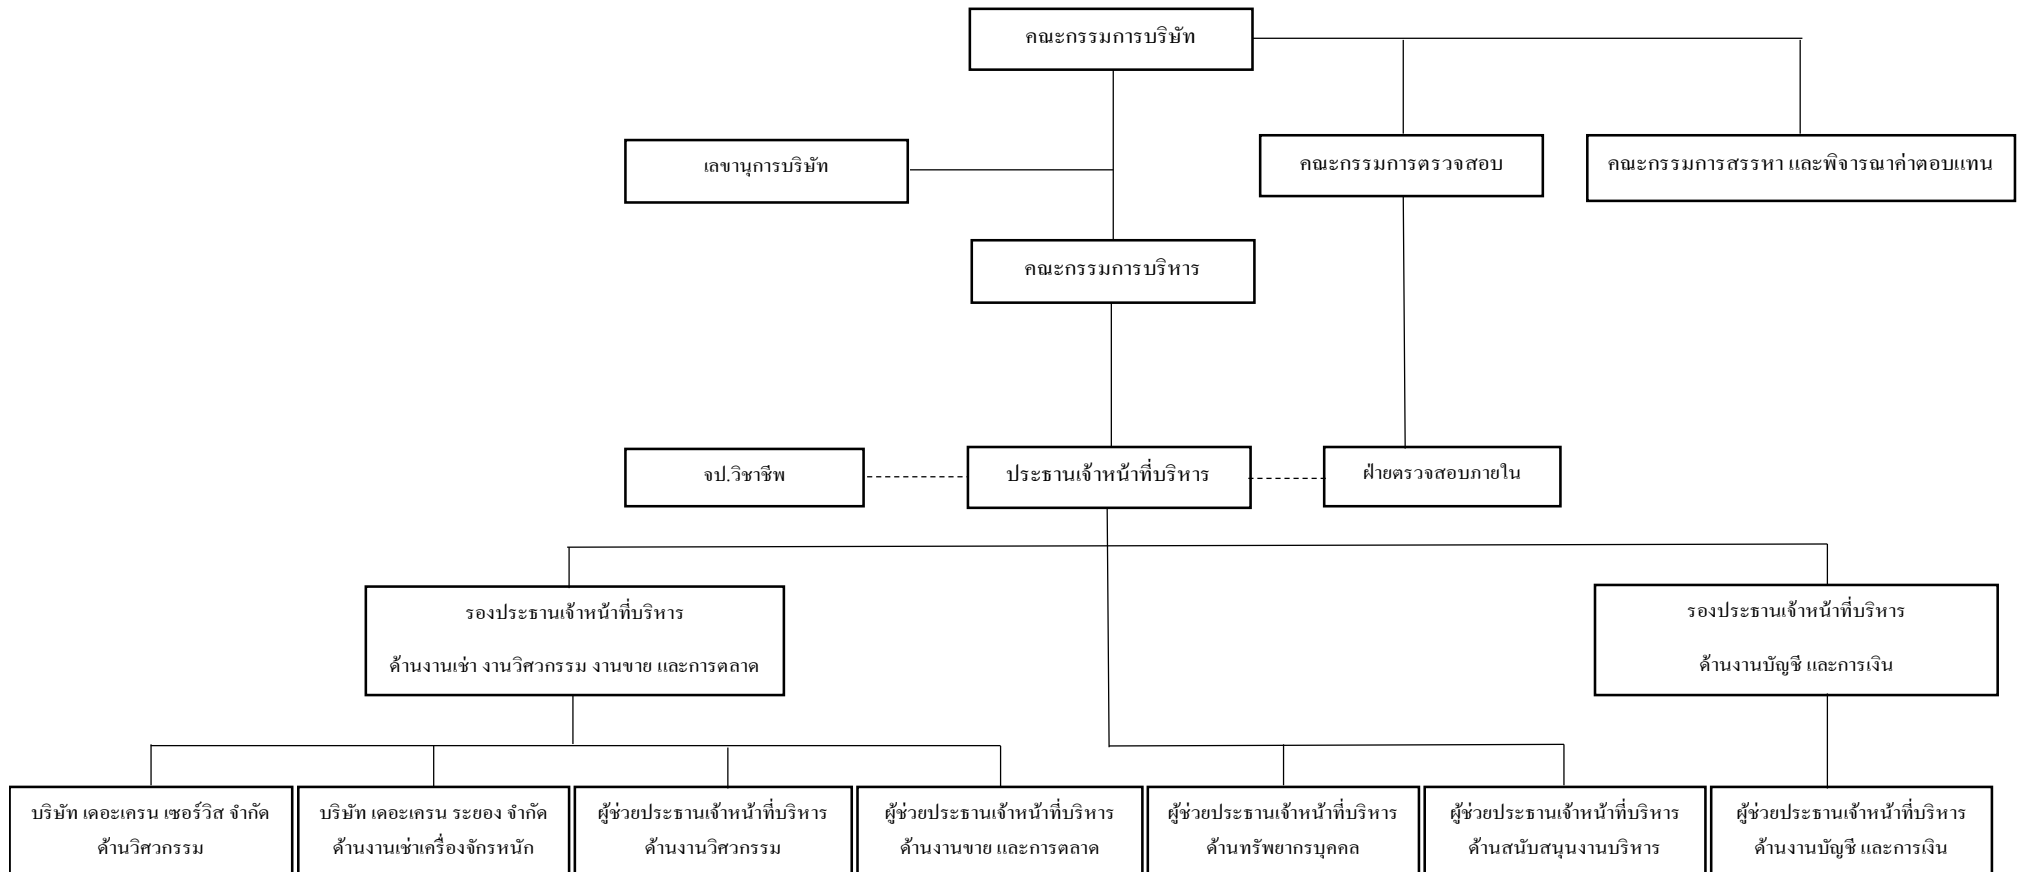 คณะกรรมการบริษัท
เลขานุการบริษัท
คณะกรรมการตรวจสอบ
คณะกรรมการสรรหา และพิจารณาค่าตอบแทน
คณะกรรมการบริหาร
จป.วิชาชีพ
ประธานเจ้าหน้าที่บริหาร
ฝ่ายตรวจสอบภายใน
รองประธานเจ้าหน้าที่บริหาร
ด้านงานเช่า งานวิศวกรรม งานขาย และการตลาด
รองประธานเจ้าหน้าที่บริหาร
ด้านงานบัญชี และการเงิน
บริษัท เดอะเครน เซอร์วิส จำกัด
ด้านวิศวกรรม
บริษัท เดอะเครน ระยอง จำกัด
ด้านงานเช่าเครื่องจักรหนัก
ผู้ช่วยประธานเจ้าหน้าที่บริหาร
ด้านงานวิศวกรรม
ผู้ช่วยประธานเจ้าหน้าที่บริหาร
ด้านงานขาย และการตลาด
ผู้ช่วยประธานเจ้าหน้าที่บริหาร
ด้านทรัพยากรบุคคล
ผู้ช่วยประธานเจ้าหน้าที่บริหาร
ด้านสนับสนุนงานบริหาร
ผู้ช่วยประธานเจ้าหน้าที่บริหาร
ด้านงานบัญชี และการเงิน